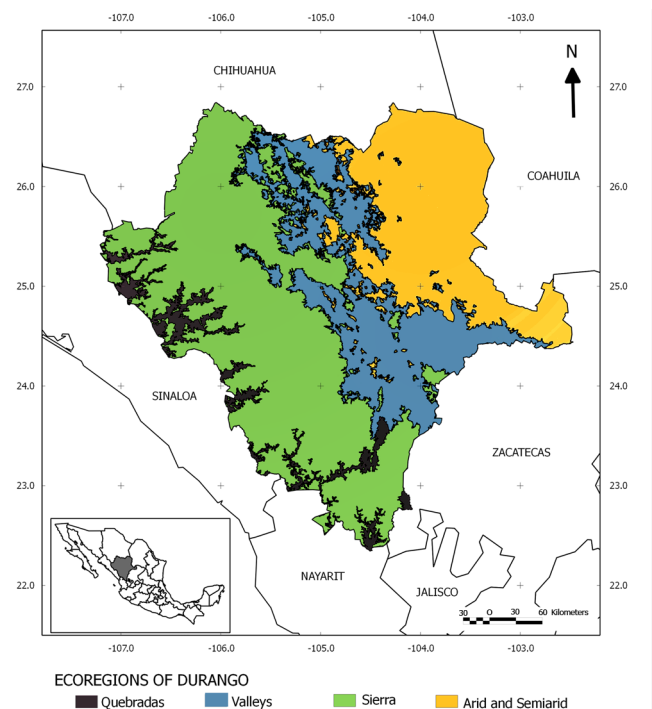 -107.0 -106.0 -105.0 -104.0 -103.0
N
CHIHUAHUA
27.0 27.0
COAHUILA
26.0 26.0
25.0 25.0
24.0 24.0
SINALOA
ZACATECAS
23.0 23.0
NAYARIT
22.0 22.0
JALISCO
30 0 30 60 Kilometers
-107.0 -106.0 -105.0 -104.0 -103.0
ECOREGIONS OF DURANGO
Quebradas Valleys Sierra Arid and Semiarid